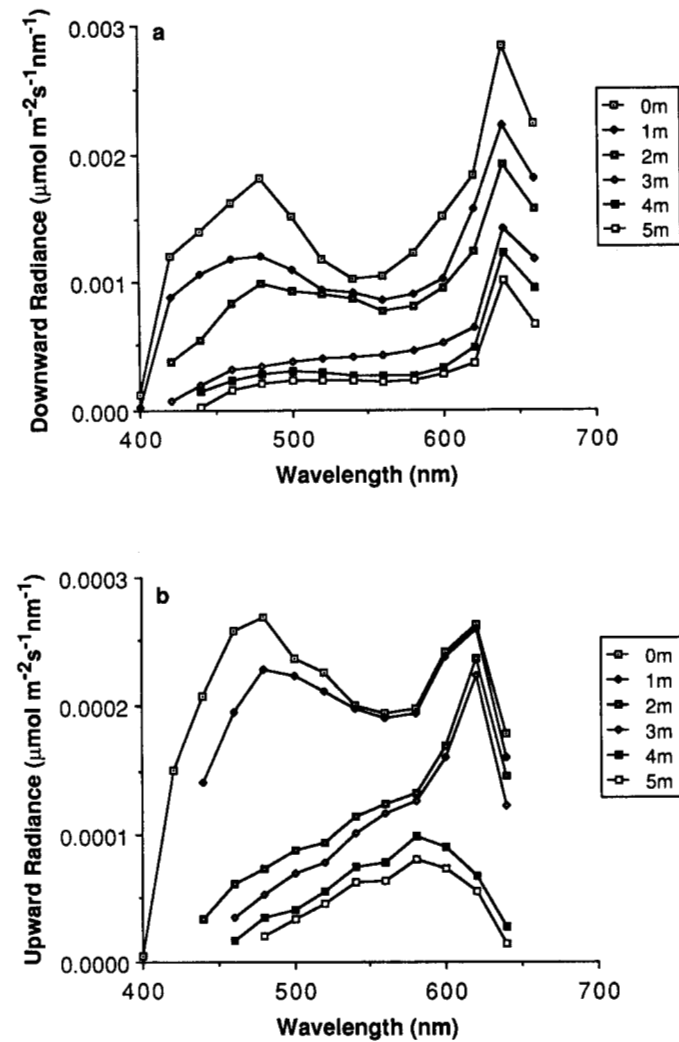 a
0.003
0.002
0.001
0.000
400
500
600
700
Downward Radiance (μmol m-2s-1nm-1)
Wavelength (nm)
0m
1m
2m
3m
4m
5m
b
0.0003
0.0002
0.0001
0.0000
400
500
600
700
Upward Radiance (μmol m-2s-1nm-1)
Wavelength (nm)
0m
1m
2m
3m
4m
5m